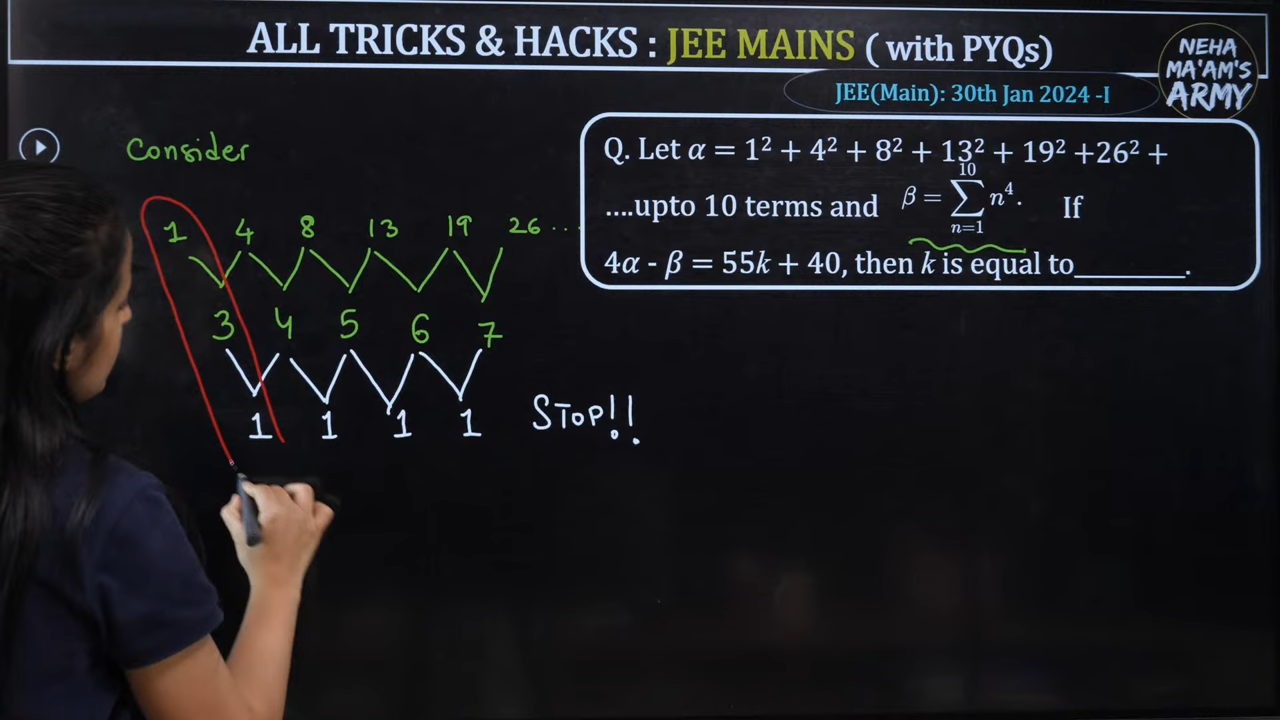 ALL TRICKS & HACKS : JEE MAINS ( with PYQs)
NEHA
MA'AM'S
ARMY
JEE(Main): 30th Jan 2024 -I
Consider
Q. Let α = 1² + 4² + 8² + 13² + 19² +26² +
....upto 10 terms and β = ∑_{n=1}^{10} n⁴. If
4α - β = 55k + 40, then k is equal to________.
1 4 8 13 19 26 ...
3 4 5 6 7
1 1 1 1 STOP!!